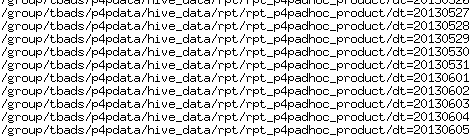 /group/tbads/p4pdata/hive_data/rpt/rpt_p4padhoc_product/dt=20130526
/group/tbads/p4pdata/hive_data/rpt/rpt_p4padhoc_product/dt=20130527
/group/tbads/p4pdata/hive_data/rpt/rpt_p4padhoc_product/dt=20130528
/group/tbads/p4pdata/hive_data/rpt/rpt_p4padhoc_product/dt=20130529
/group/tbads/p4pdata/hive_data/rpt/rpt_p4padhoc_product/dt=20130530
/group/tbads/p4pdata/hive_data/rpt/rpt_p4padhoc_product/dt=20130531
/group/tbads/p4pdata/hive_data/rpt/rpt_p4padhoc_product/dt=20130601
/group/tbads/p4pdata/hive_data/rpt/rpt_p4padhoc_product/dt=20130602
/group/tbads/p4pdata/hive_data/rpt/rpt_p4padhoc_product/dt=20130603
/group/tbads/p4pdata/hive_data/rpt/rpt_p4padhoc_product/dt=20130604